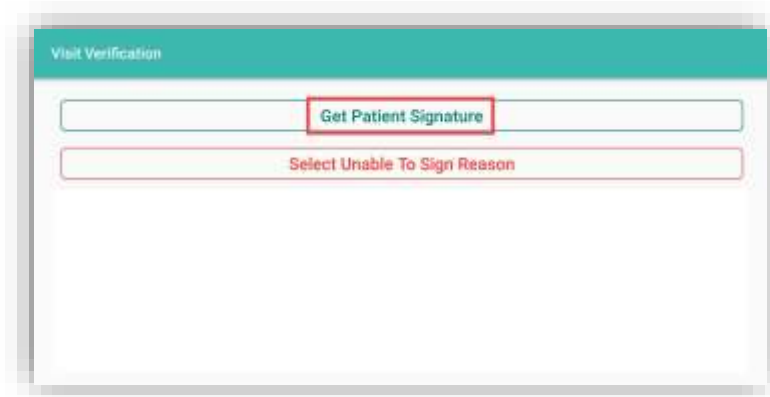 Visit Verification
Get Patient Signature
Select Unable To Sign Reason